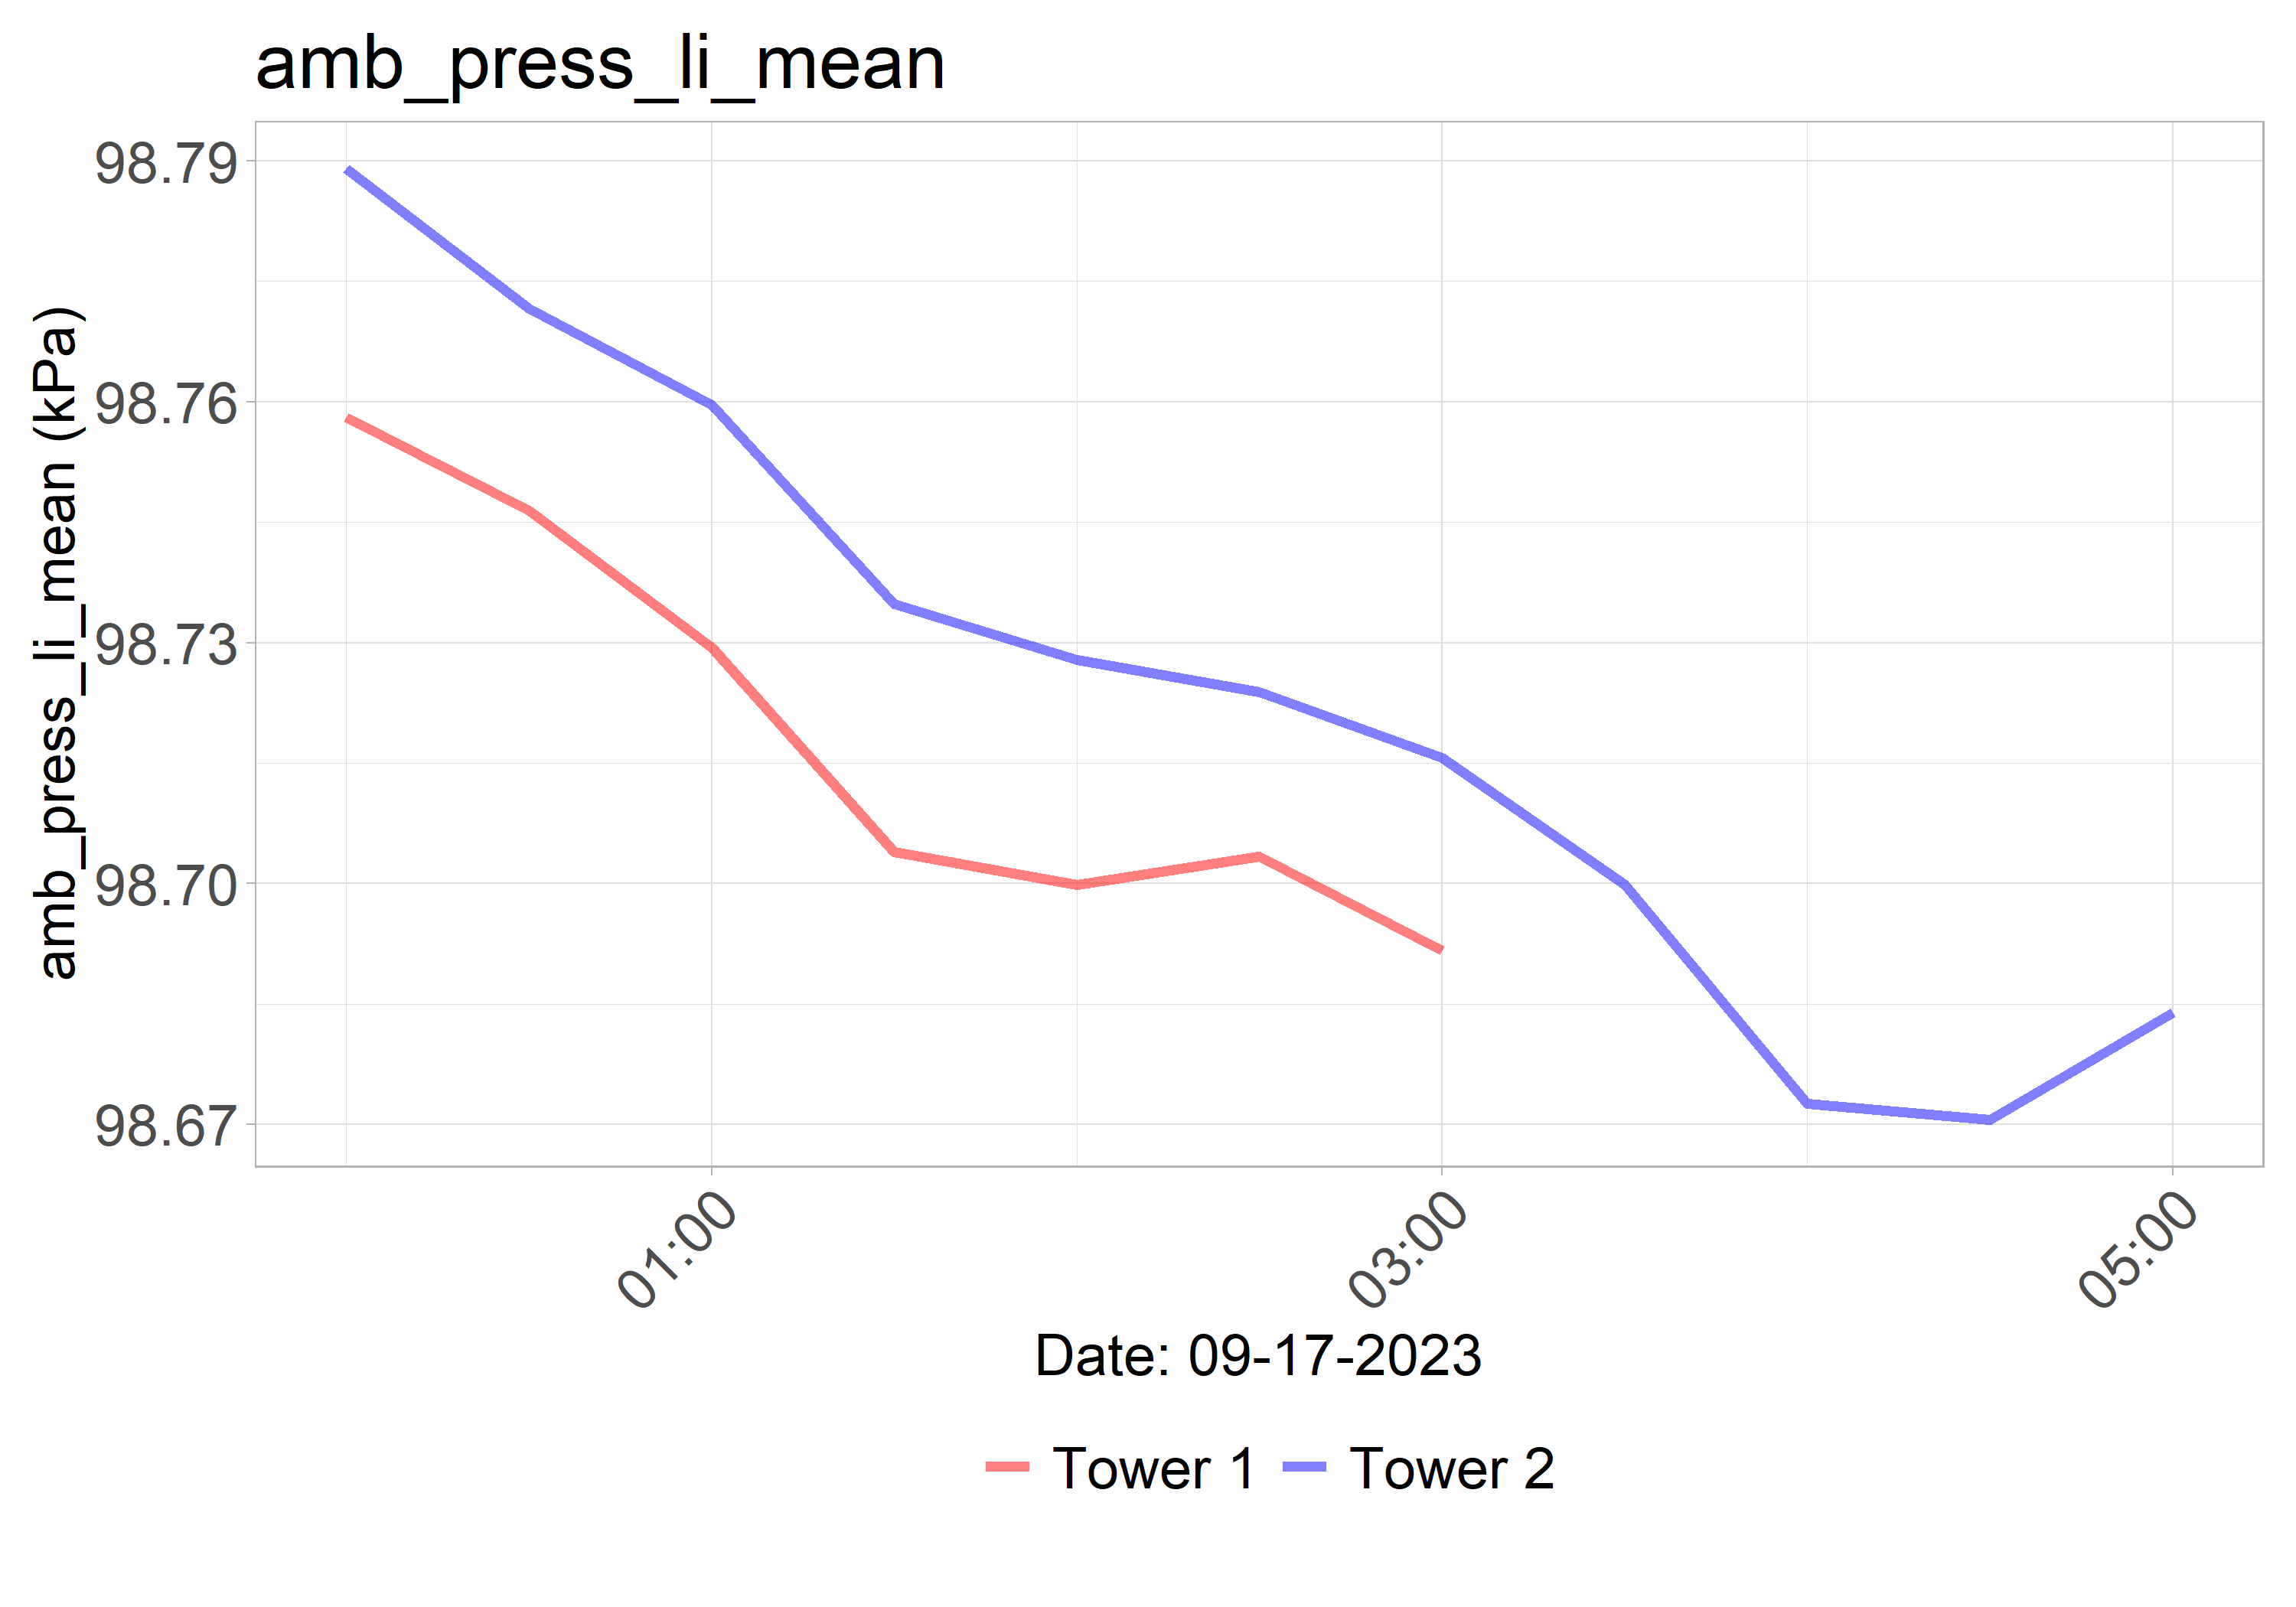 amb_press_li_mean
amb_press_li_mean (kPa)
98.79
98.76
98.73
98.70
98.67
01:00
03:00
05:00
Date: 09-17-2023
Tower 1
Tower 2